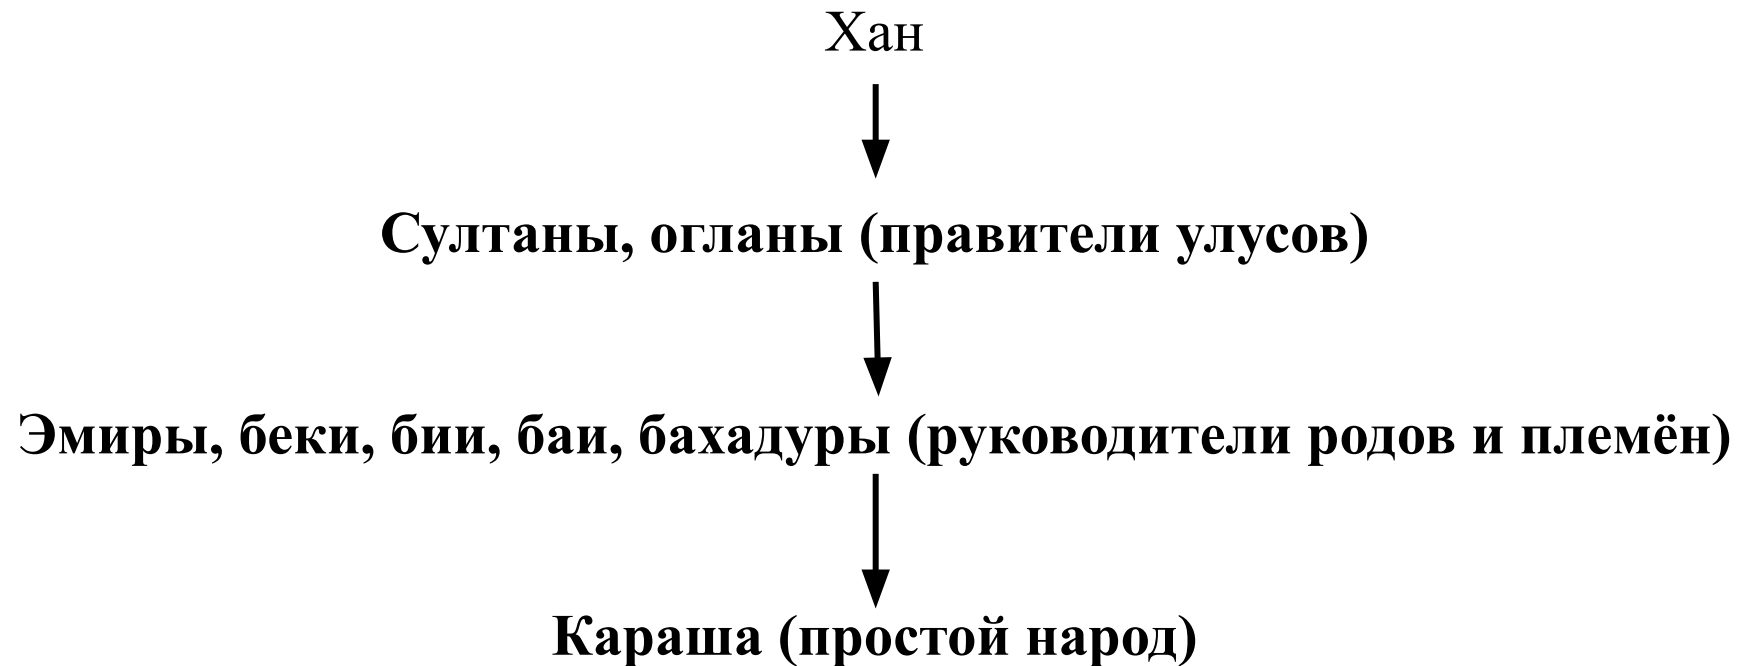 Хан
Султаны, огланы (правители улусов)
Эмиры, беки, бии, баи, бахадуры (руководители родов и племён)
Караша (простой народ)